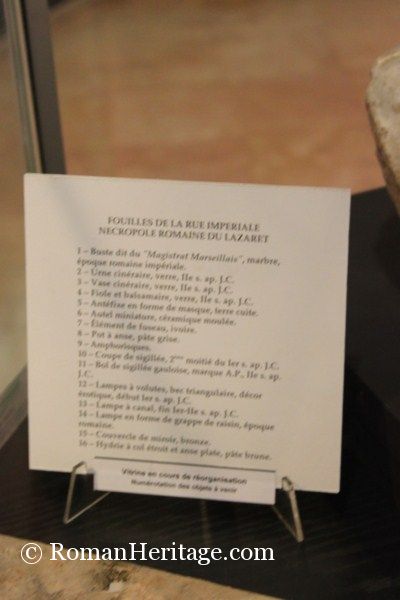 FOUILLES DE LA RUE IMPERIALE
NECROPOLE ROMAINE DU LAZARET
1 – Buste dit du "Magistrat Marseillais", marbre,
époque romaine impériale.
2 – Urne cinéraire, verre, IIe s. ap. J.C.
3 – Vase cinéraire, verre, IIe s. ap. J.C.
4 – Fiole et balsamaire, verre, IIe s. ap. J.C.
5 – Antéfixe en forme de masque, terre cuite.
6 – Autel miniature, céramique moulée.
7 – Élément de fuseau, ivoire.
8 – Pot à anse, pâte grise.
9 – Amphorisques.
10 – Coupe de sigillée, 2ème moitié du Ier s. ap. J.C.
11 – Bol de sigillée gauloise, marque A.P., IIe s. ap.
J.C.
12 – Lampes à volutes, bec triangulaire, décor
érotique, début Ier s. ap. J.C.
13 – Lampe à canal, fin Ier-IIe s. ap. J.C.
14 – Lampe en forme de grappe de raisin, époque
romaine.
15 – Couvercle de miroir, bronze.
16 – Hydrie à col étroit et anse plate, pâte brune.
Vitrine en cours de réorganisation
Numérotation des objets à venir
© RomanHeritage.com